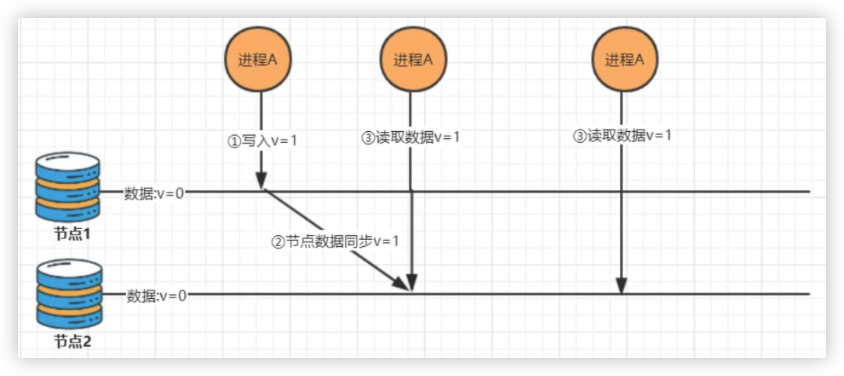 进程A
进程A
进程A
①写入v=1
③读取数据v=1
③读取数据v=1
数据:v=0
节点1
②节点数据同步v=1
数据:v=0
节点2